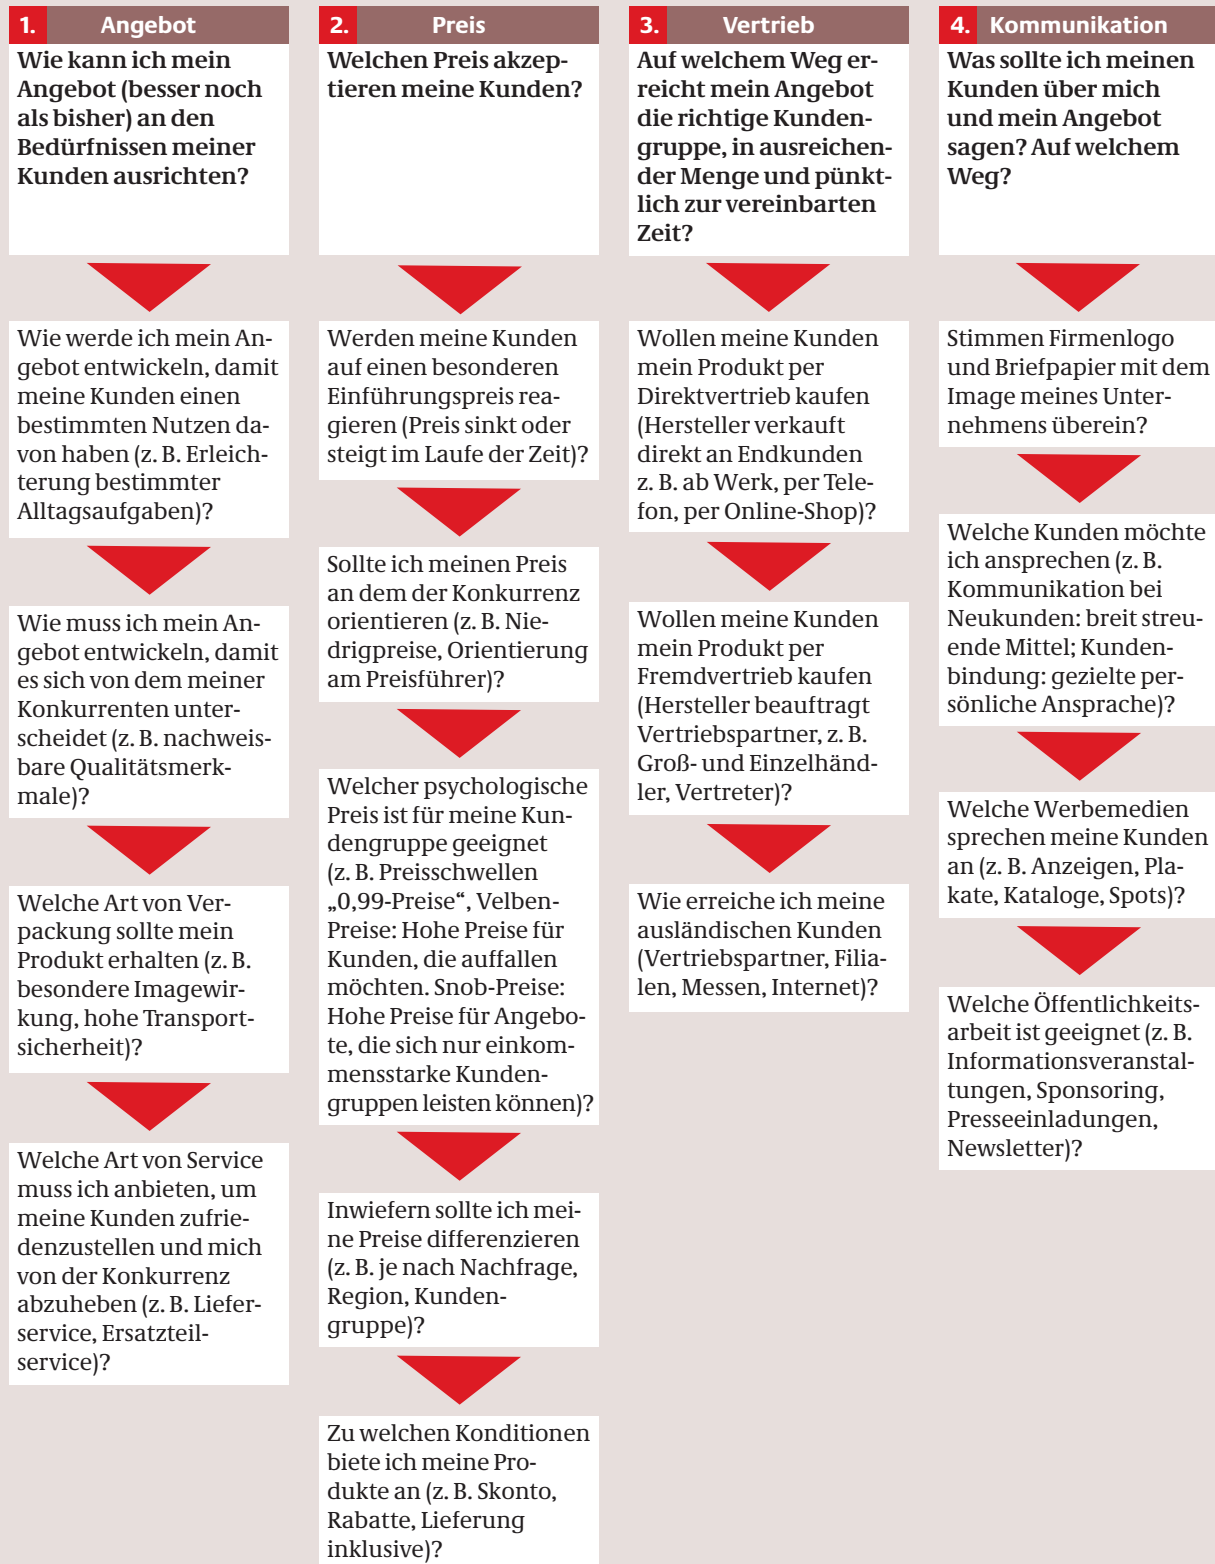 1. Angebot
Wie kann ich mein
Angebot (besser noch
als bisher) an den
Bedürfnissen meiner
Kunden ausrichten?
Wie werde ich mein An-
gebot entwickeln, damit
meine Kunden einen
bestimmten Nutzen da-
von haben (z. B. Erleich-
terung bestimmter
Alltagsaufgaben)?
Wie muss ich mein An-
gebot entwickeln, damit
es sich von dem meiner
Konkurrenten unter-
scheidet (z. B. nachweis-
bare Qualitätsmerk-
male)?
Welche Art von Ver-
packung sollte mein
Produkt erhalten (z. B.
besondere Imagewir-
kung, hohe Transport-
sicherheit)?
Welche Art von Service
muss ich anbieten, um
meine Kunden zufrie-
denzustellen und mich
von der Konkurrenz
abzuheben (z. B. Liefer-
service, Ersatzteil-
service)?
2. Preis
Welchen Preis akzep-
tieren meine Kunden?
Werden meine Kunden
auf einen besonderen
Einführungspreis rea-
gieren (Preis sinkt oder
steigt im Laufe der Zeit)?
Sollte ich meinen Preis
an dem der Konkurrenz
orientieren (z. B. Nie-
drigpreise, Orientierung
am Preisführer)?
Welcher psychologische
Preis ist für meine Kun-
dengruppe geeignet
(z. B. Preisschwellen
„0,99-Preise“, Velben-
Preise: Hohe Preise für
Kunden, die auffallen
möchten. Snob-Preise:
Hohe Preise für Angebo-
te, die sich nur einkom-
mensstarke Kunden-
gruppen leisten können)?
Inwiefern sollte ich mei-
ne Preise differenzieren
(z. B. je nach Nachfrage,
Region, Kunden-
gruppe)?
Zu welchen Konditionen
biete ich meine Pro-
dukte an (z. B. Skonto,
Rabatte, Lieferung
inklusive)?
3. Vertrieb
Auf welchem Weg er-
reicht mein Angebot
die richtige Kunden-
gruppe, in ausreichen-
der Menge und pünkt-
lich zur vereinbarten
Zeit?
Wollen meine Kunden
mein Produkt per
Direktvertrieb kaufen
(Hersteller verkauft
direkt an Endkunden
z. B. ab Werk, per Tele-
fon, per Online-Shop)?
Wollen meine Kunden
mein Produkt per
Fremdvertrieb kaufen
(Hersteller beauftragt
Vertriebspartner, z. B.
Groß- und Einzelhänd-
ler, Vertreter)?
Wie erreiche ich meine
ausländischen Kunden
(Vertriebspartner, Filia-
len, Messen, Internet)?
4. Kommunikation
Was sollte ich meinen
Kunden über mich
und mein Angebot
sagen? Auf welchem
Weg?
Stimmen Firmenlogo
und Briefpapier mit dem
Image meines Unter-
nehmens überein?
Welche Kunden möchte
ich ansprechen (z. B.
Kommunikation bei
Neukunden: breit streu-
ende Mittel; Kunden-
bindung: gezielte per-
sönliche Ansprache)?
Welche Werbemedien
sprechen meine Kunden
an (z. B. Anzeigen, Pla-
kate, Kataloge, Spots)?
Welche Öffentlichkeits-
arbeit ist geeignet (z. B.
Informationsveranstal-
tungen, Sponsoring,
Presseeinladungen,
Newsletter)?